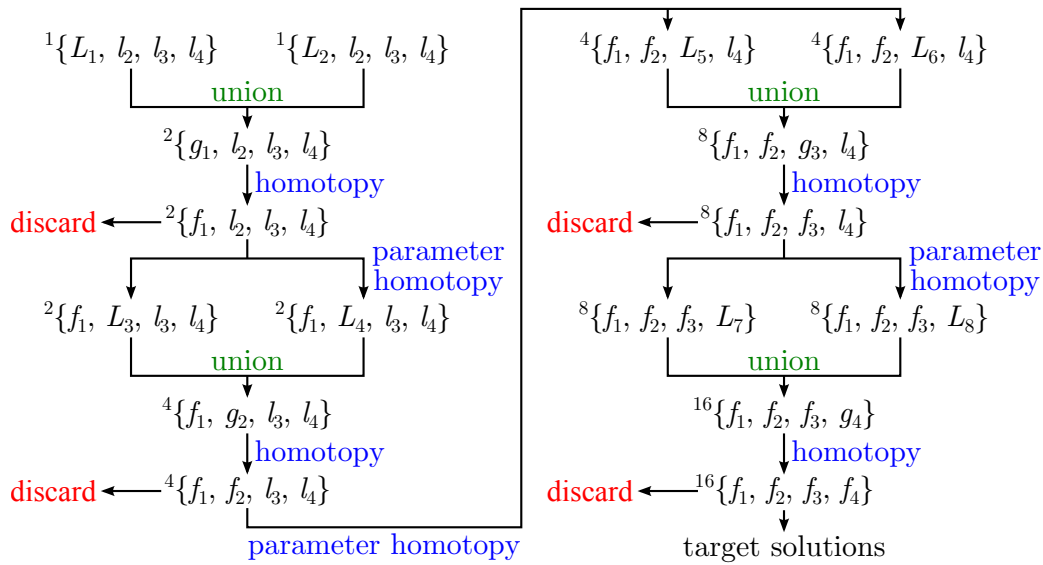 ¹{L₁, l₂, l₃, l₄} ¹{L₂, l₂, l₃, l₄}
union
²{g₁, l₂, l₃, l₄}
homotopy
discard ²{f₁, l₂, l₃, l₄}
parameter
homotopy
²{f₁, L₃, l₃, l₄} ²{f₁, L₄, l₃, l₄}
union
⁴{f₁, g₂, l₃, l₄}
homotopy
discard ⁴{f₁, f₂, l₃, l₄}
parameter homotopy
⁴{f₁, f₂, L₅, l₄} ⁴{f₁, f₂, L₆, l₄}
union
⁸{f₁, f₂, g₃, l₄}
homotopy
discard ⁸{f₁, f₂, f₃, l₄}
parameter
homotopy
⁸{f₁, f₂, f₃, L₇} ⁸{f₁, f₂, f₃, L₈}
union
¹⁶{f₁, f₂, f₃, g₄}
homotopy
discard ¹⁶{f₁, f₂, f₃, f₄}
target solutions